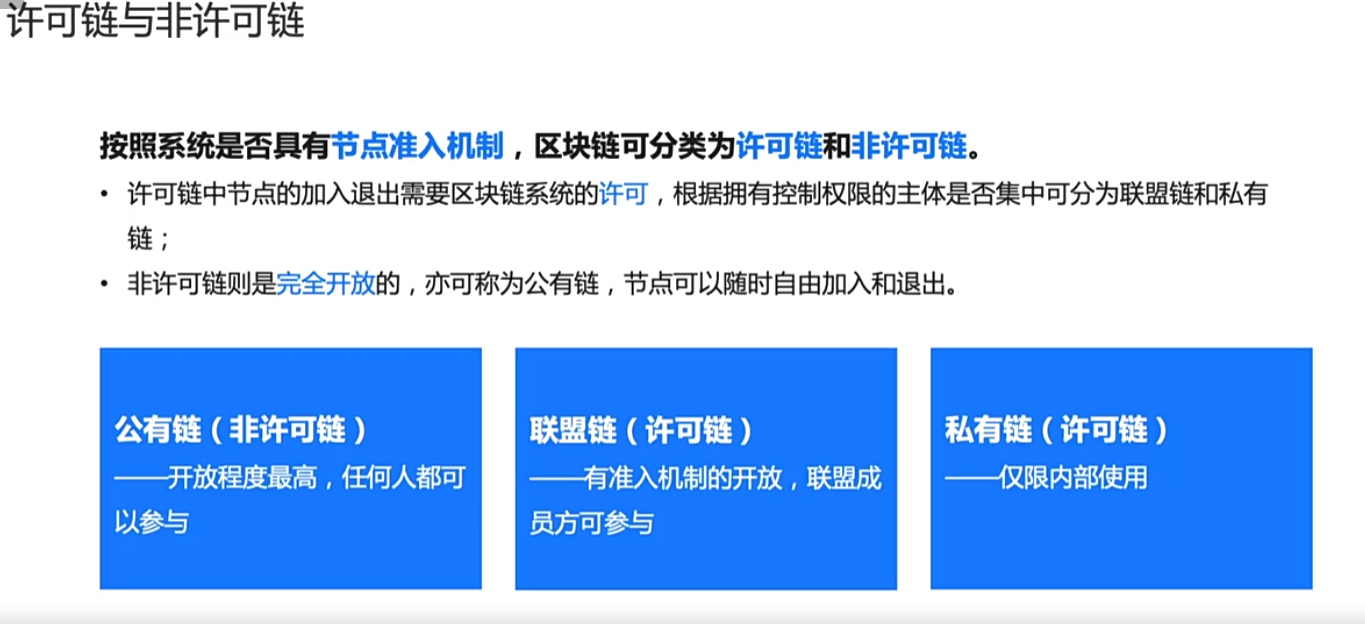 许可链与非许可链
按照系统是否具有节点准入机制，区块链可分类为许可链和非许可链。
• 许可链中节点的加入退出需要区块链系统的许可，根据拥有控制权限的主体是否集中可分为联盟链和私有
链；
• 非许可链则是完全开放的，亦可称为公有链，节点可以随时自由加入和退出。
公有链（非许可链）
——开放程度最高，任何人都可
以参与
联盟链（许可链）
——有准入机制的开放，联盟成
员方可参与
私有链（许可链）
——仅限内部使用